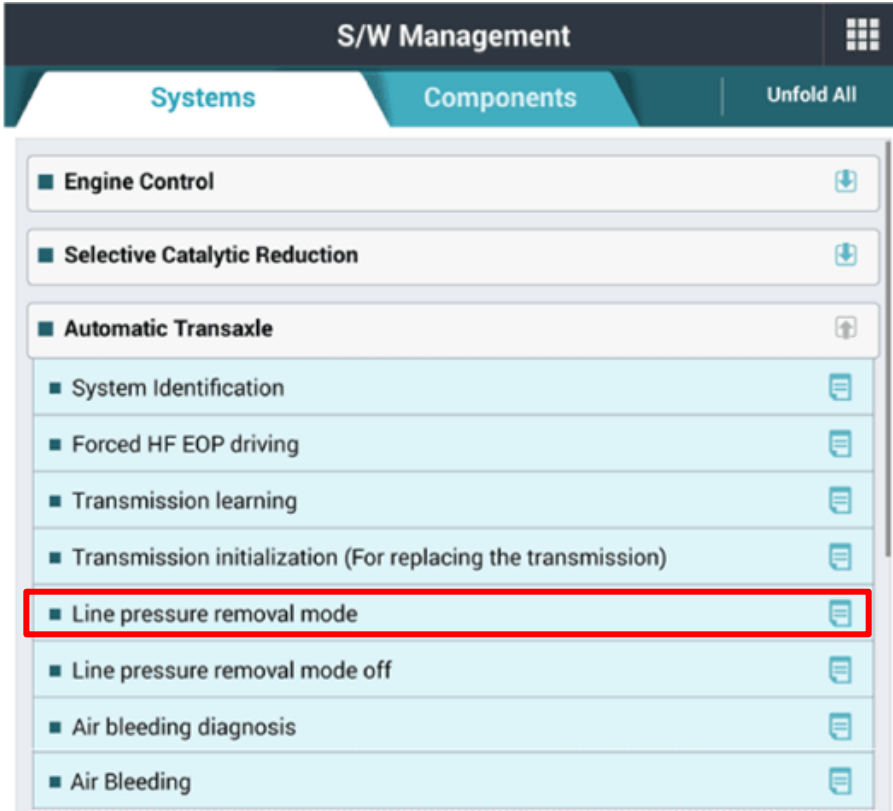 S/W Management
Systems
Components
Unfold All
Engine Control
Selective Catalytic Reduction
Automatic Transaxle
System Identification
Forced HF EOP driving
Transmission learning
Transmission initialization (For replacing the transmission)
Line pressure removal mode
Line pressure removal mode off
Air bleeding diagnosis
Air Bleeding